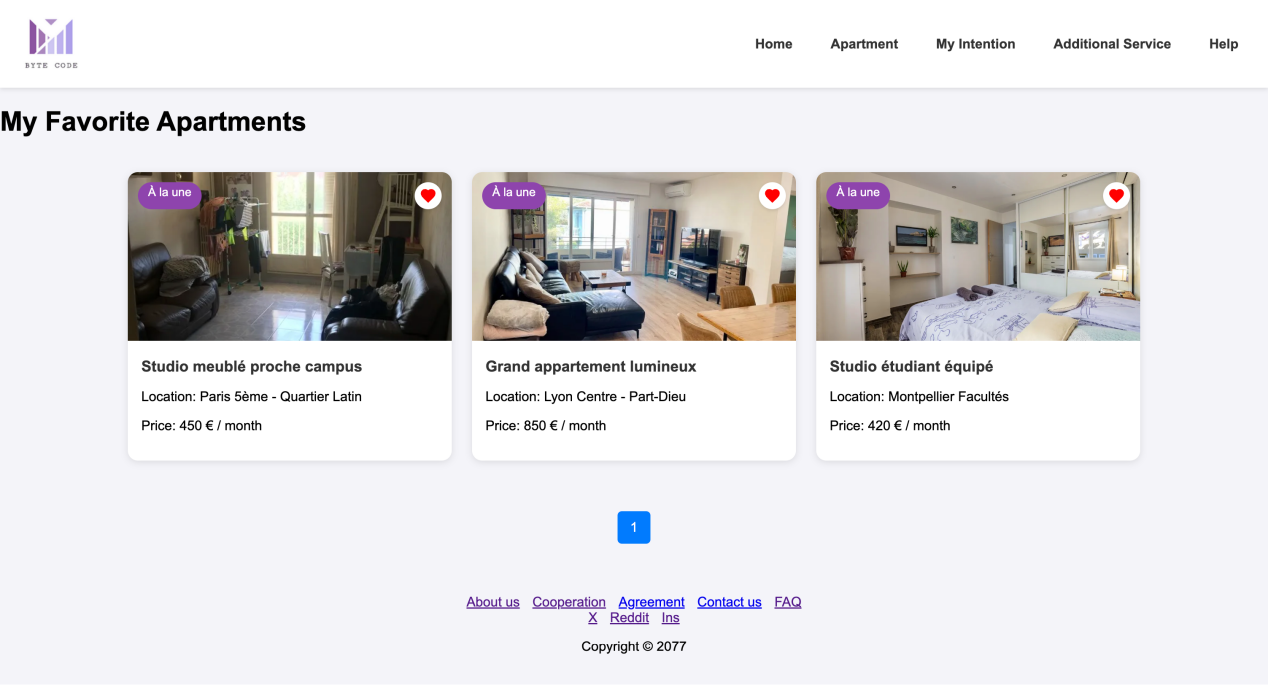 BYTE CODE
Home Apartment My Intention Additional Service Help
My Favorite Apartments
À la une
À la une
À la une
Studio meublé proche campus
Location: Paris 5ème - Quartier Latin
Price: 450 € / month
Grand appartement lumineux
Location: Lyon Centre - Part-Dieu
Price: 850 € / month
Studio étudiant équipé
Location: Montpellier Facultés
Price: 420 € / month
1
About us Cooperation Agreement Contact us FAQ
X Reddit Ins
Copyright © 2077